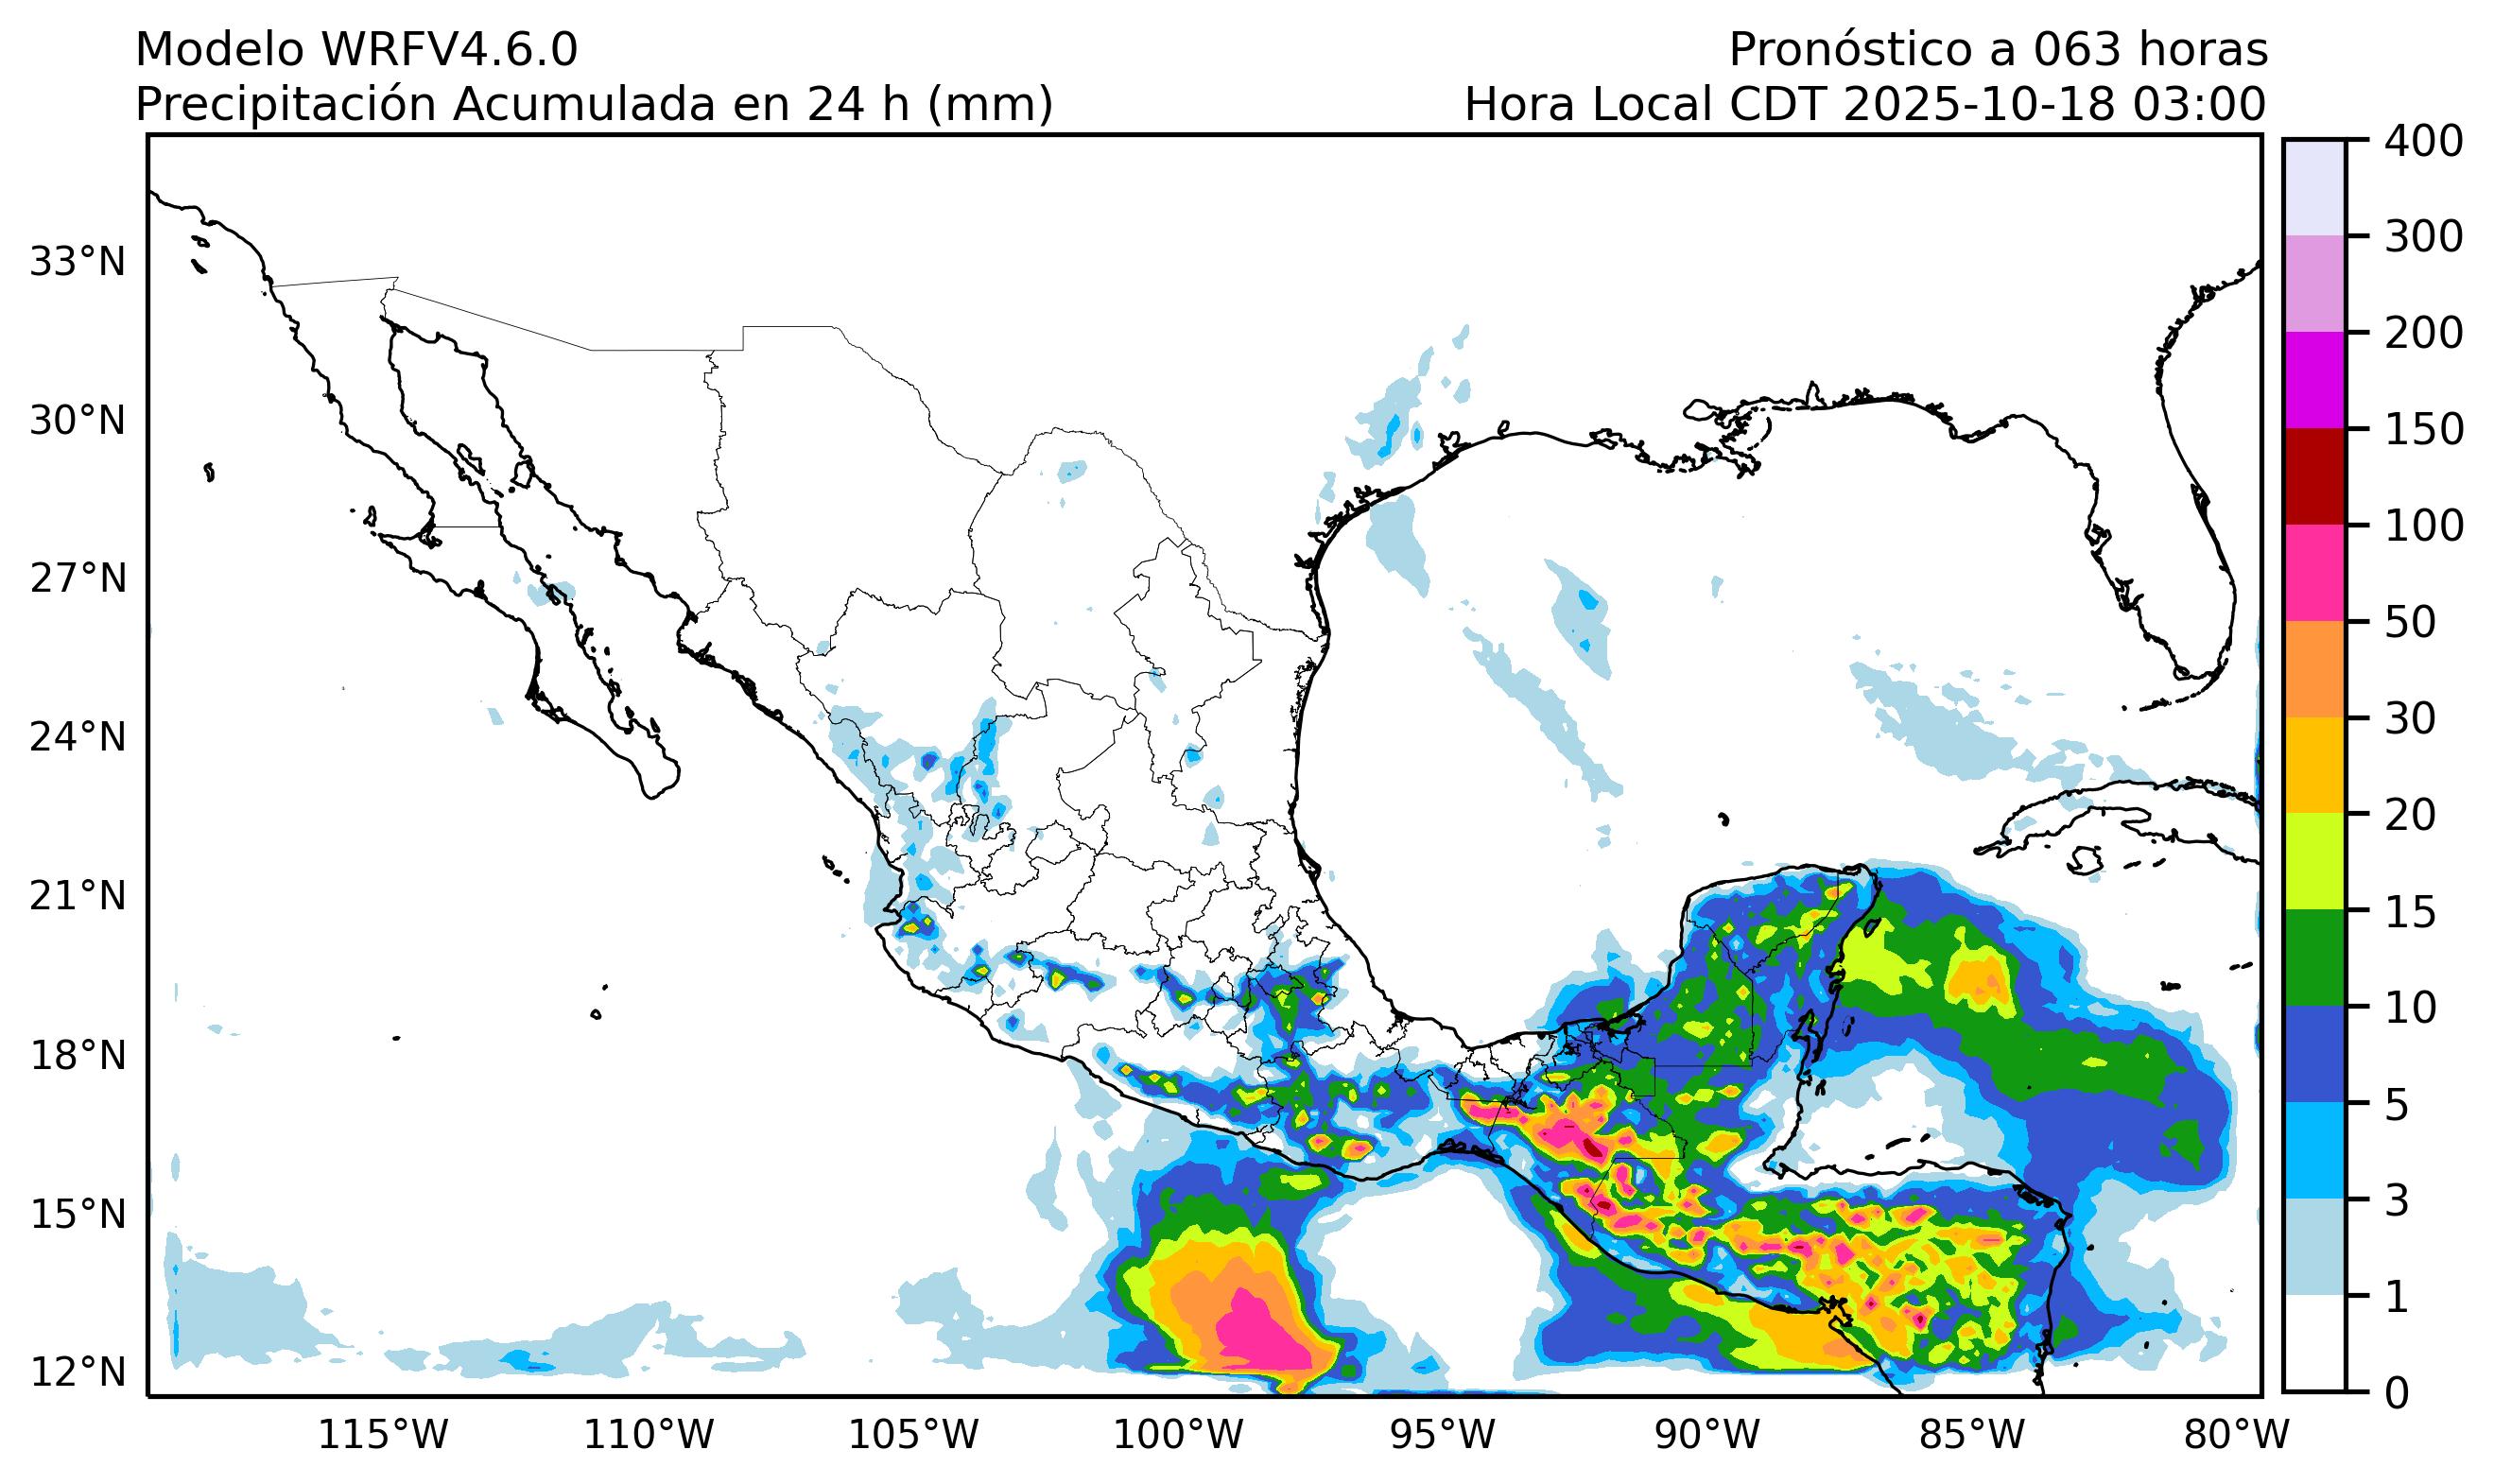 Modelo WRFV4.6.0
Pronóstico a 063 horas
Precipitación Acumulada en 24 h (mm)
Hora Local CDT 2025-10-18 03:00
33°N
30°N
27°N
24°N
21°N
18°N
15°N
12°N
115°W
110°W
105°W
100°W
95°W
90°W
85°W
80°W
400
300
200
150
100
50
30
20
15
10
5
3
1
0